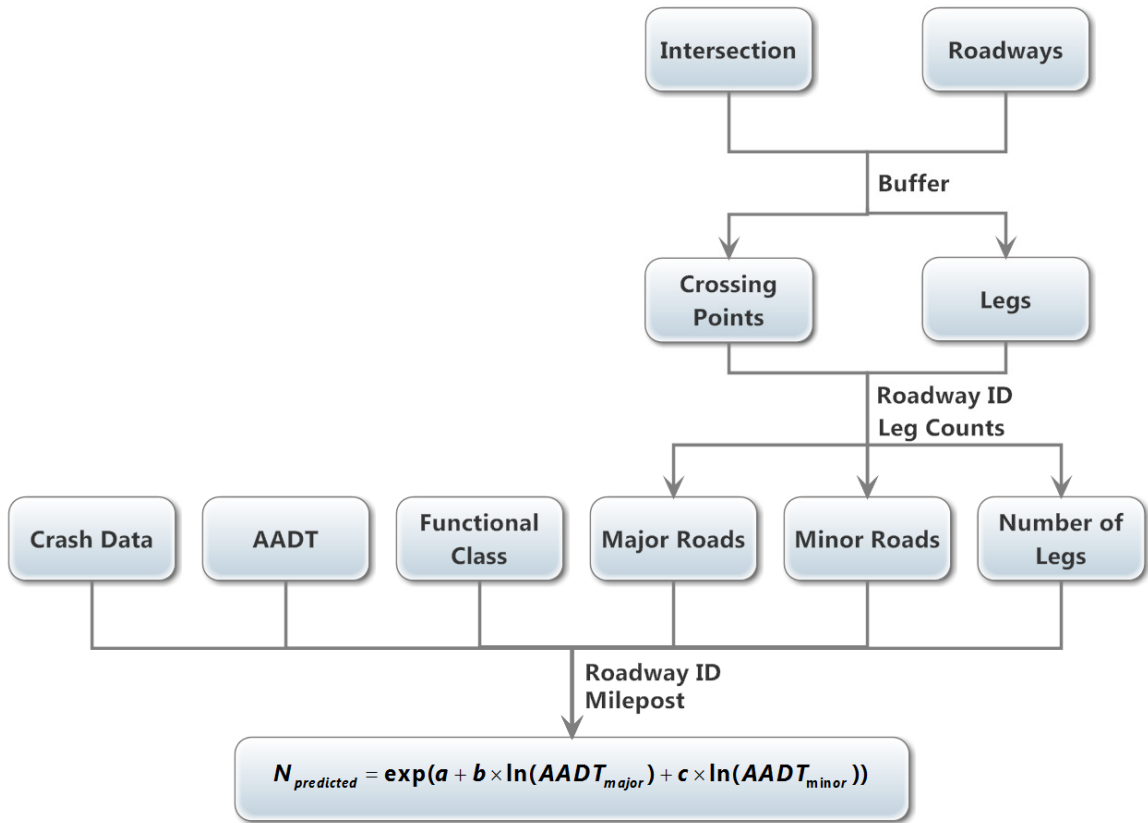 Intersection
Roadways
Buffer
Crossing
Points
Legs
Roadway ID
Leg Counts
Crash Data
AADT
Functional
Class
Major Roads
Minor Roads
Number of
Legs
Roadway ID
Milepost
N_predicted = exp(a + b × ln(AADT_major) + c × ln(AADT_minor))